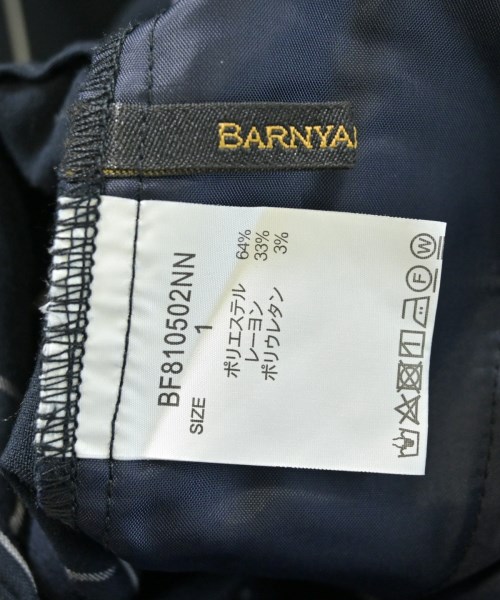 BARNYA
BF810502NN
SIZE 1
ポリエステル 64%
レーヨン 33%
ポリウレタン 3%
F
W